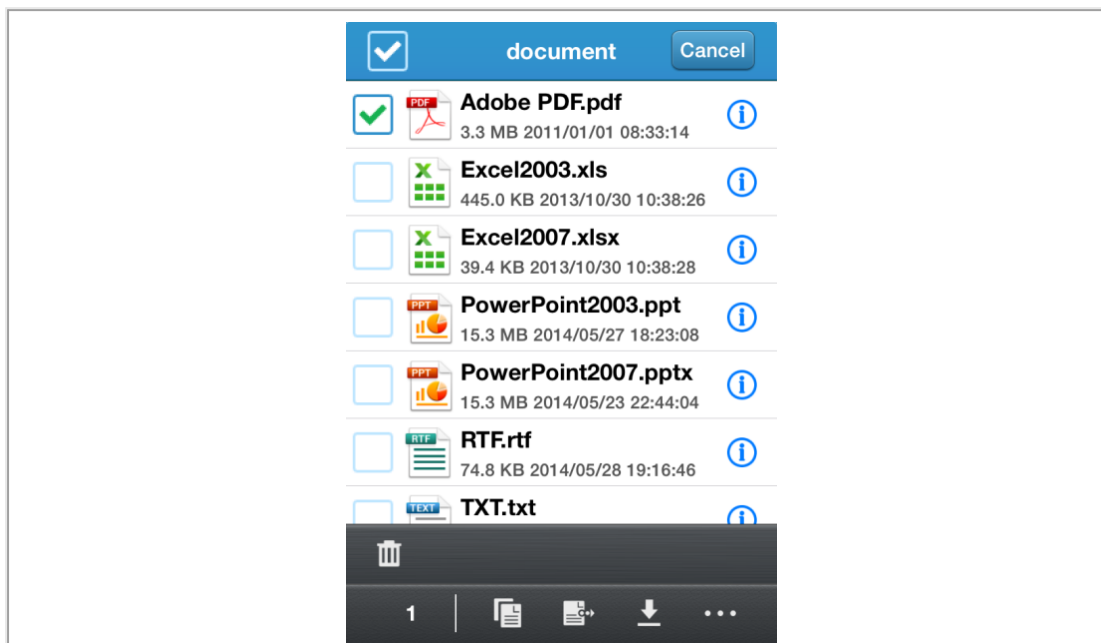 document
Cancel
PDF
Adobe PDF.pdf
3.3 MB 2011/01/01 08:33:14
X
Excel2003.xls
445.0 KB 2013/10/30 10:38:26
X
Excel2007.xlsx
39.4 KB 2013/10/30 10:38:28
PPT
PowerPoint2003.ppt
15.3 MB 2014/05/27 18:23:08
PPT
PowerPoint2007.pptx
15.3 MB 2014/05/23 22:44:04
RTF
RTF.rtf
74.8 KB 2014/05/28 19:16:46
TEXT
TXT.txt
1